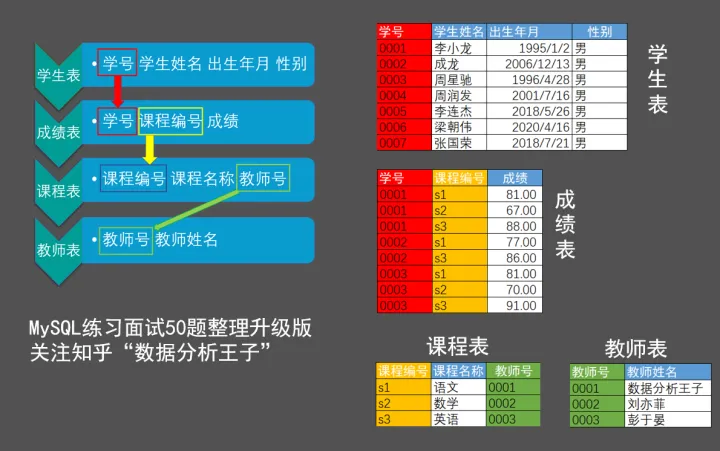 学生表
学号 学生姓名 出生年月 性别
成绩表
学号 课程编号 成绩
课程表
课程编号 课程名称 教师号
教师表
教师号 教师姓名
MySQL练习面试50题整理升级版
关注知乎“数据分析王子”
学号 学生姓名 出生年月 性别
0001 李小龙 1995/1/2 男
0002 成龙 2006/12/13 男
0003 周星驰 1996/4/28 男
0004 周润发 2001/7/16 男
0005 李连杰 2018/5/26 男
0006 梁朝伟 2020/4/16 男
0007 张国荣 2018/7/21 男
学生表
学号 课程编号 成绩
0001 s1 81.00
0001 s2 67.00
0001 s3 88.00
0002 s1 77.00
0002 s3 86.00
0003 s1 81.00
0003 s2 70.00
0003 s3 91.00
成绩表
课程表
课程编号 课程名称 教师号
s1 语文 0001
s2 数学 0002
s3 英语 0003
教师表
教师号 教师姓名
0001 数据分析王子
0002 刘亦菲
0003 彭于晏